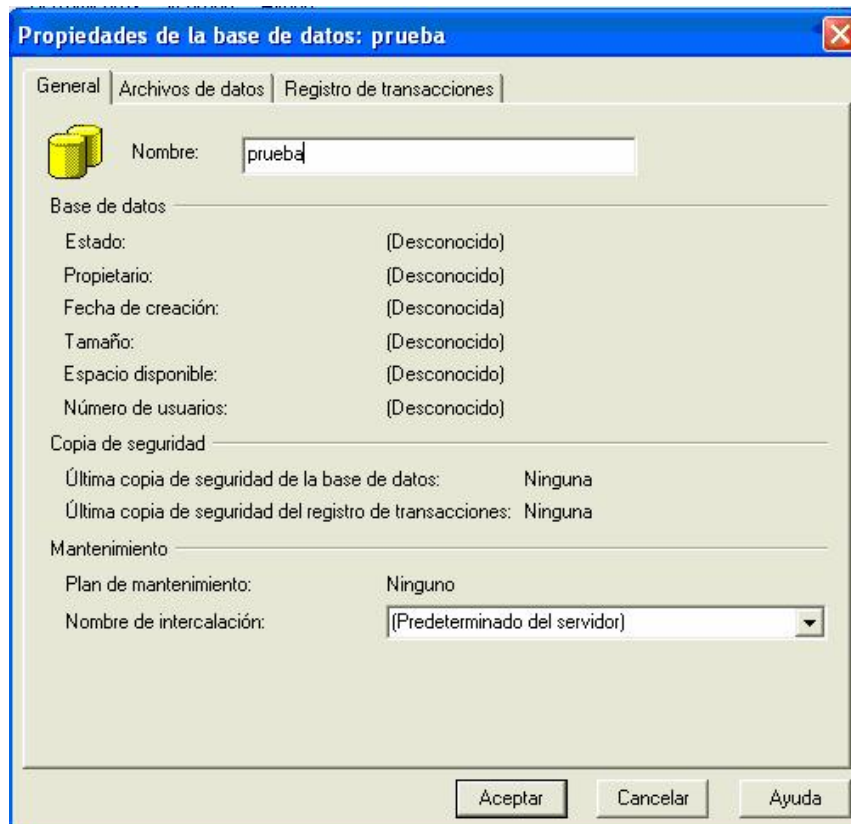 Propiedades de la base de datos: prueba
General Archivos de datos Registro de transacciones
Nombre: prueba
Base de datos
Estado: (Desconocido)
Propietario: (Desconocido)
Fecha de creación: (Desconocida)
Tamaño: (Desconocido)
Espacio disponible: (Desconocido)
Número de usuarios: (Desconocido)
Copia de seguridad
Última copia de seguridad de la base de datos: Ninguna
Última copia de seguridad del registro de transacciones: Ninguna
Mantenimiento
Plan de mantenimiento: Ninguno
Nombre de intercalación: (Predeterminado del servidor)
Aceptar Cancelar Ayuda